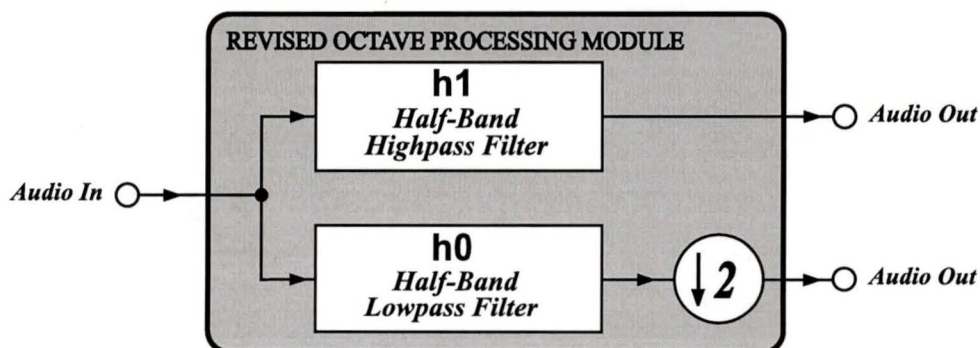 REVISED OCTAVE PROCESSING MODULE
h1
Half-Band
Highpass Filter
Audio Out
Audio In
h0
Half-Band
Lowpass Filter
↓2
Audio Out